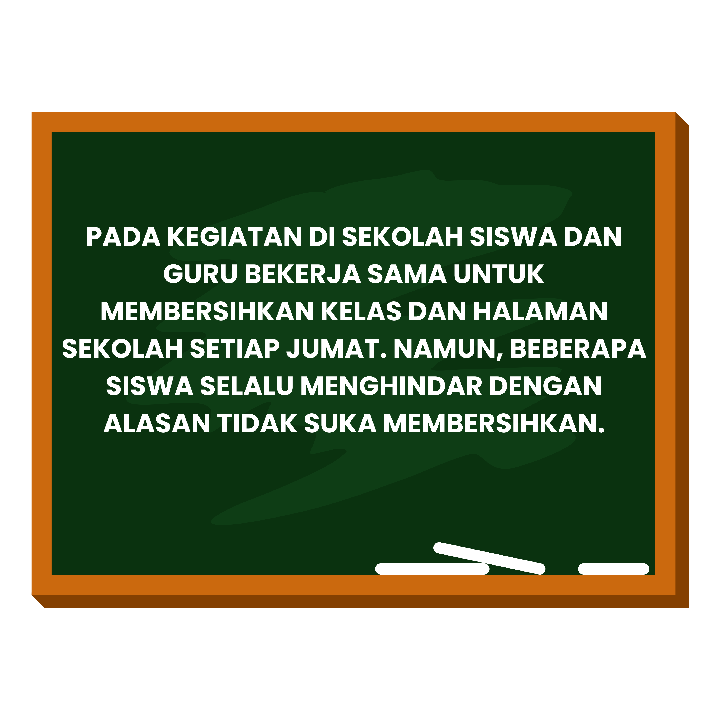 PADA KEGIATAN DI SEKOLAH SISWA DAN
GURU BEKERJA SAMA UNTUK
MEMBERSIHKAN KELAS DAN HALAMAN
SEKOLAH SETIAP JUMAT. NAMUN, BEBERAPA
SISWA SELALU MENGHINDAR DENGAN
ALASAN TIDAK SUKA MEMBERSIHKAN.